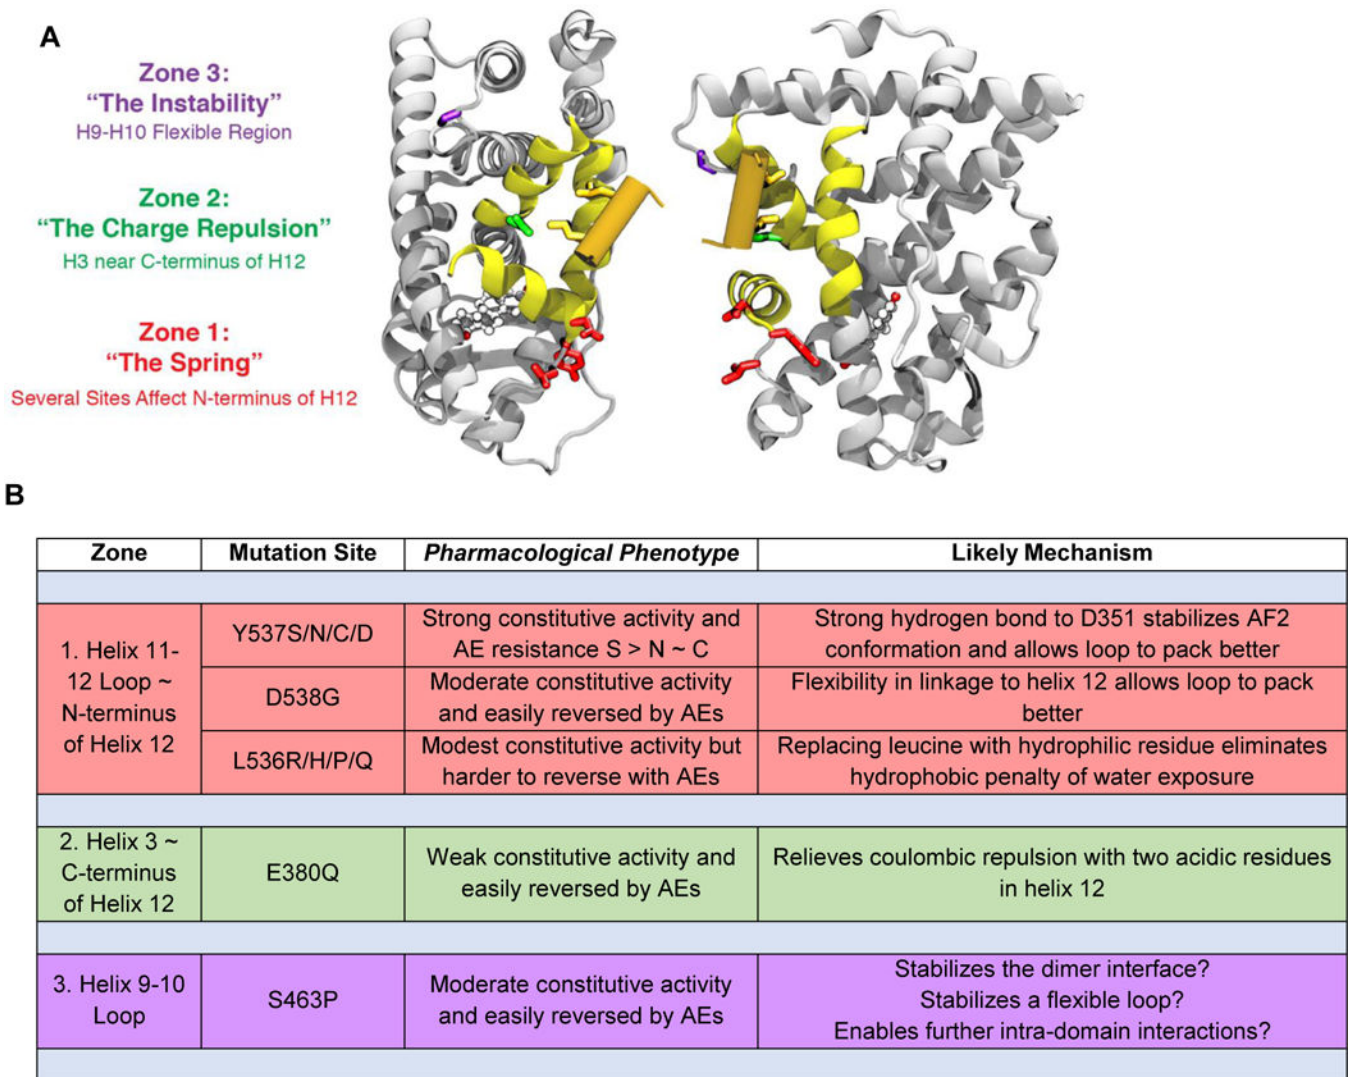 A
Zone 3:
“The Instability”
H9-H10 Flexible Region
Zone 2:
“The Charge Repulsion”
H3 near C-terminus of H12
Zone 1:
“The Spring”
Several Sites Affect N-terminus of H12
B
Zone Mutation Site Pharmacological Phenotype Likely Mechanism
1. Helix 11-
12 Loop ~
N-terminus
of Helix 12
Y537S/N/C/D
Strong constitutive activity and
AE resistance S > N ~ C
Strong hydrogen bond to D351 stabilizes AF2
conformation and allows loop to pack better
D538G
Moderate constitutive activity
and easily reversed by AEs
Flexibility in linkage to helix 12 allows loop to pack
better
L536R/H/P/Q
Modest constitutive activity but
harder to reverse with AEs
Replacing leucine with hydrophilic residue eliminates
hydrophobic penalty of water exposure
2. Helix 3 ~
C-terminus
of Helix 12
E380Q
Weak constitutive activity and
easily reversed by AEs
Relieves coulombic repulsion with two acidic residues
in helix 12
3. Helix 9-10
Loop
S463P
Moderate constitutive activity
and easily reversed by AEs
Stabilizes the dimer interface?
Stabilizes a flexible loop?
Enables further intra-domain interactions?